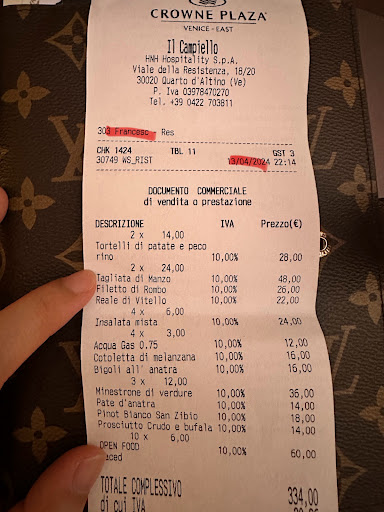 CROWNE PLAZA
VENICE - EAST
Il Campiello
HNH Hospitality S.p.A.
Viale della Resistenza, 18/20
30020 Quarto d'Altino (Ve)
P. Iva 03978470270
Tel. +39 0422 703811
303 Francesc Res
CHK 1424 TBL 11 GST 3
30749 WS_RIST 13/04/2024 22:14
DOCUMENTO COMMERCIALE
di vendita o prestazione
DESCRIZIONE IVA Prezzo(€)
2 x 14,00
Tortelli di patate e peco
rino 10,00% 28,00
2 x 24,00
Tagliata di Manzo 10,00% 48,00
Filetto di Rombo 10,00% 26,00
Reale di Vitello 10,00% 22,00
4 x 6,00
Insalata mista 10,00% 24,00
4 x 3,00
Acqua Gas 0.75 10,00% 12,00
Cotoletta di melanzana 10,00% 16,00
Bigoli all' anatra 10,00% 16,00
3 x 12,00
Minestrone di verdure 10,00% 36,00
Pate d'anatra 10,00% 14,00
Pinot Bianco San Zibio 10,00% 18,00
Prosciutto Crudo e bufala 10,00% 14,00
10 x 6,00
OPEN FOOD 10,00% 60,00
TOTALE COMPLESSIVO 334,00
di cui IVA